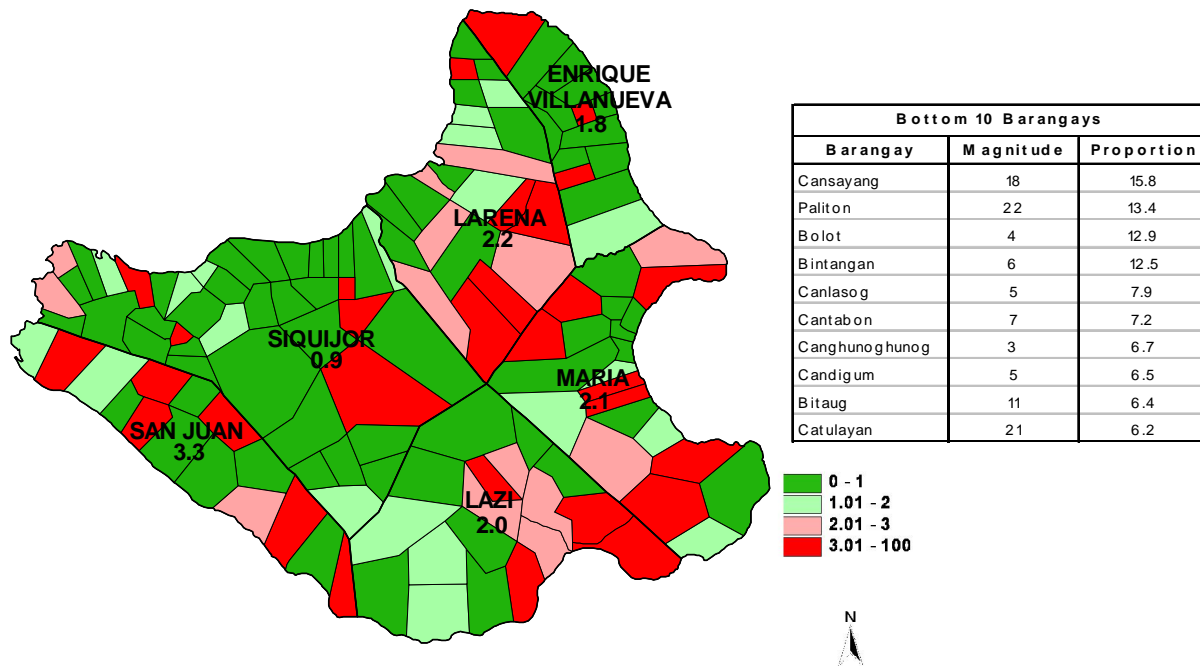 ENRIQUE
VILLANUEVA
1.8
LARENA
2.2
SIQUIJOR
0.9
MARIA
2.1
SAN JUAN
3.3
LAZI
2.0
Bottom 10 Barangays
Barangay Magnitude Proportion
Cansayang 18 15.8
Paliton 22 13.4
Bolot 4 12.9
Bintangan 6 12.5
Canlasog 5 7.9
Cantabon 7 7.2
Canghunoghunog 3 6.7
Candigum 5 6.5
Bitaug 11 6.4
Catulayan 21 6.2
0 - 1
1.01 - 2
2.01 - 3
3.01 - 100
N